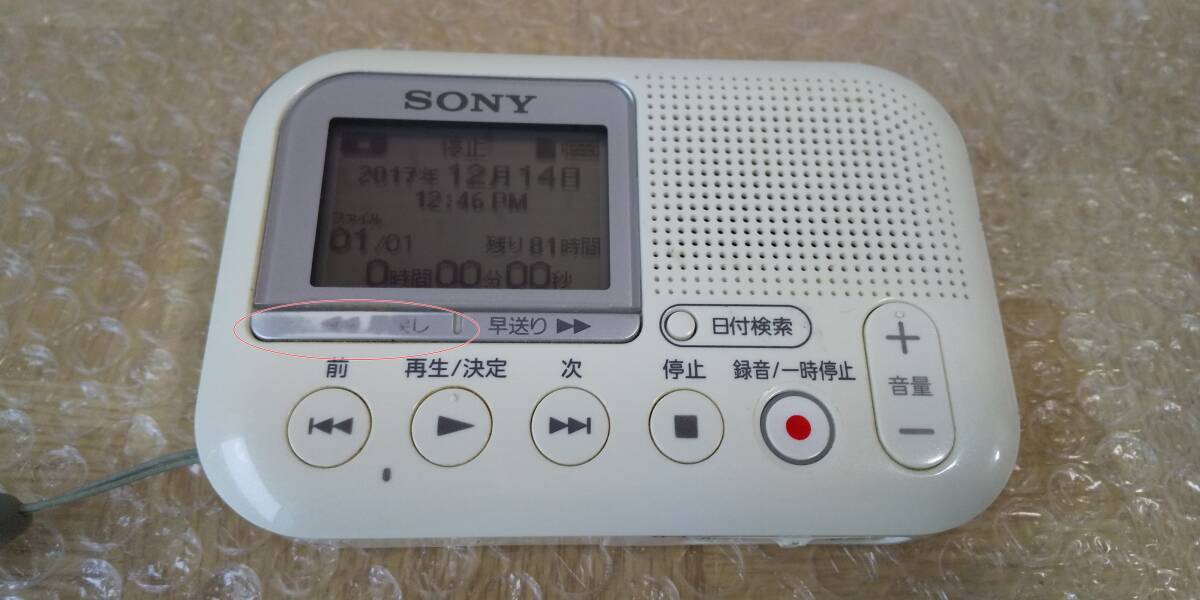 SONY
停止
2017年 12月 14日
12:46 PM
ファイル
01/01 残り 81時間
0時間00分00秒
◀◀ し 早送り ▶▶
日付検索
前 再生/決定 次 停止 録音/一時停止
+
音量
−